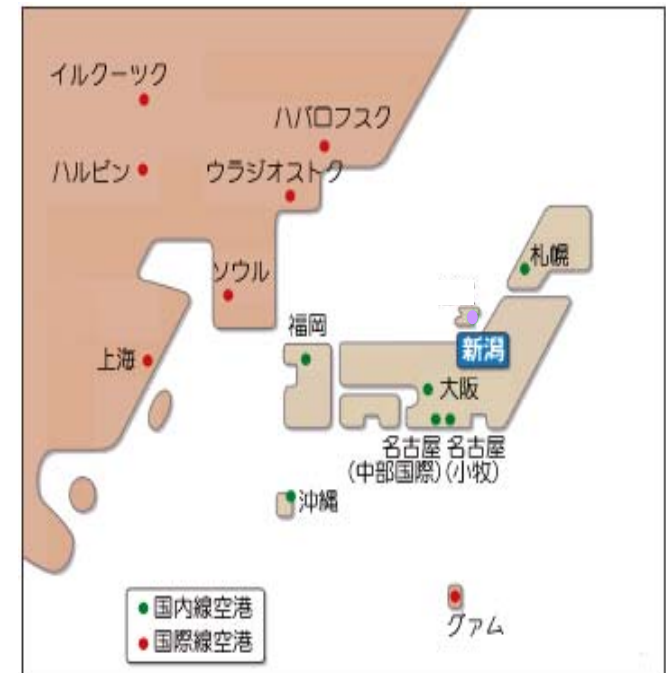 イルクーツク
ハバロフスク
ハルビン
ウラジオストク
札幌
ソウル
福岡
新潟
上海
大阪
名古屋 名古屋
(中部国際)(小牧)
沖縄
国内線空港
国際線空港
グァム